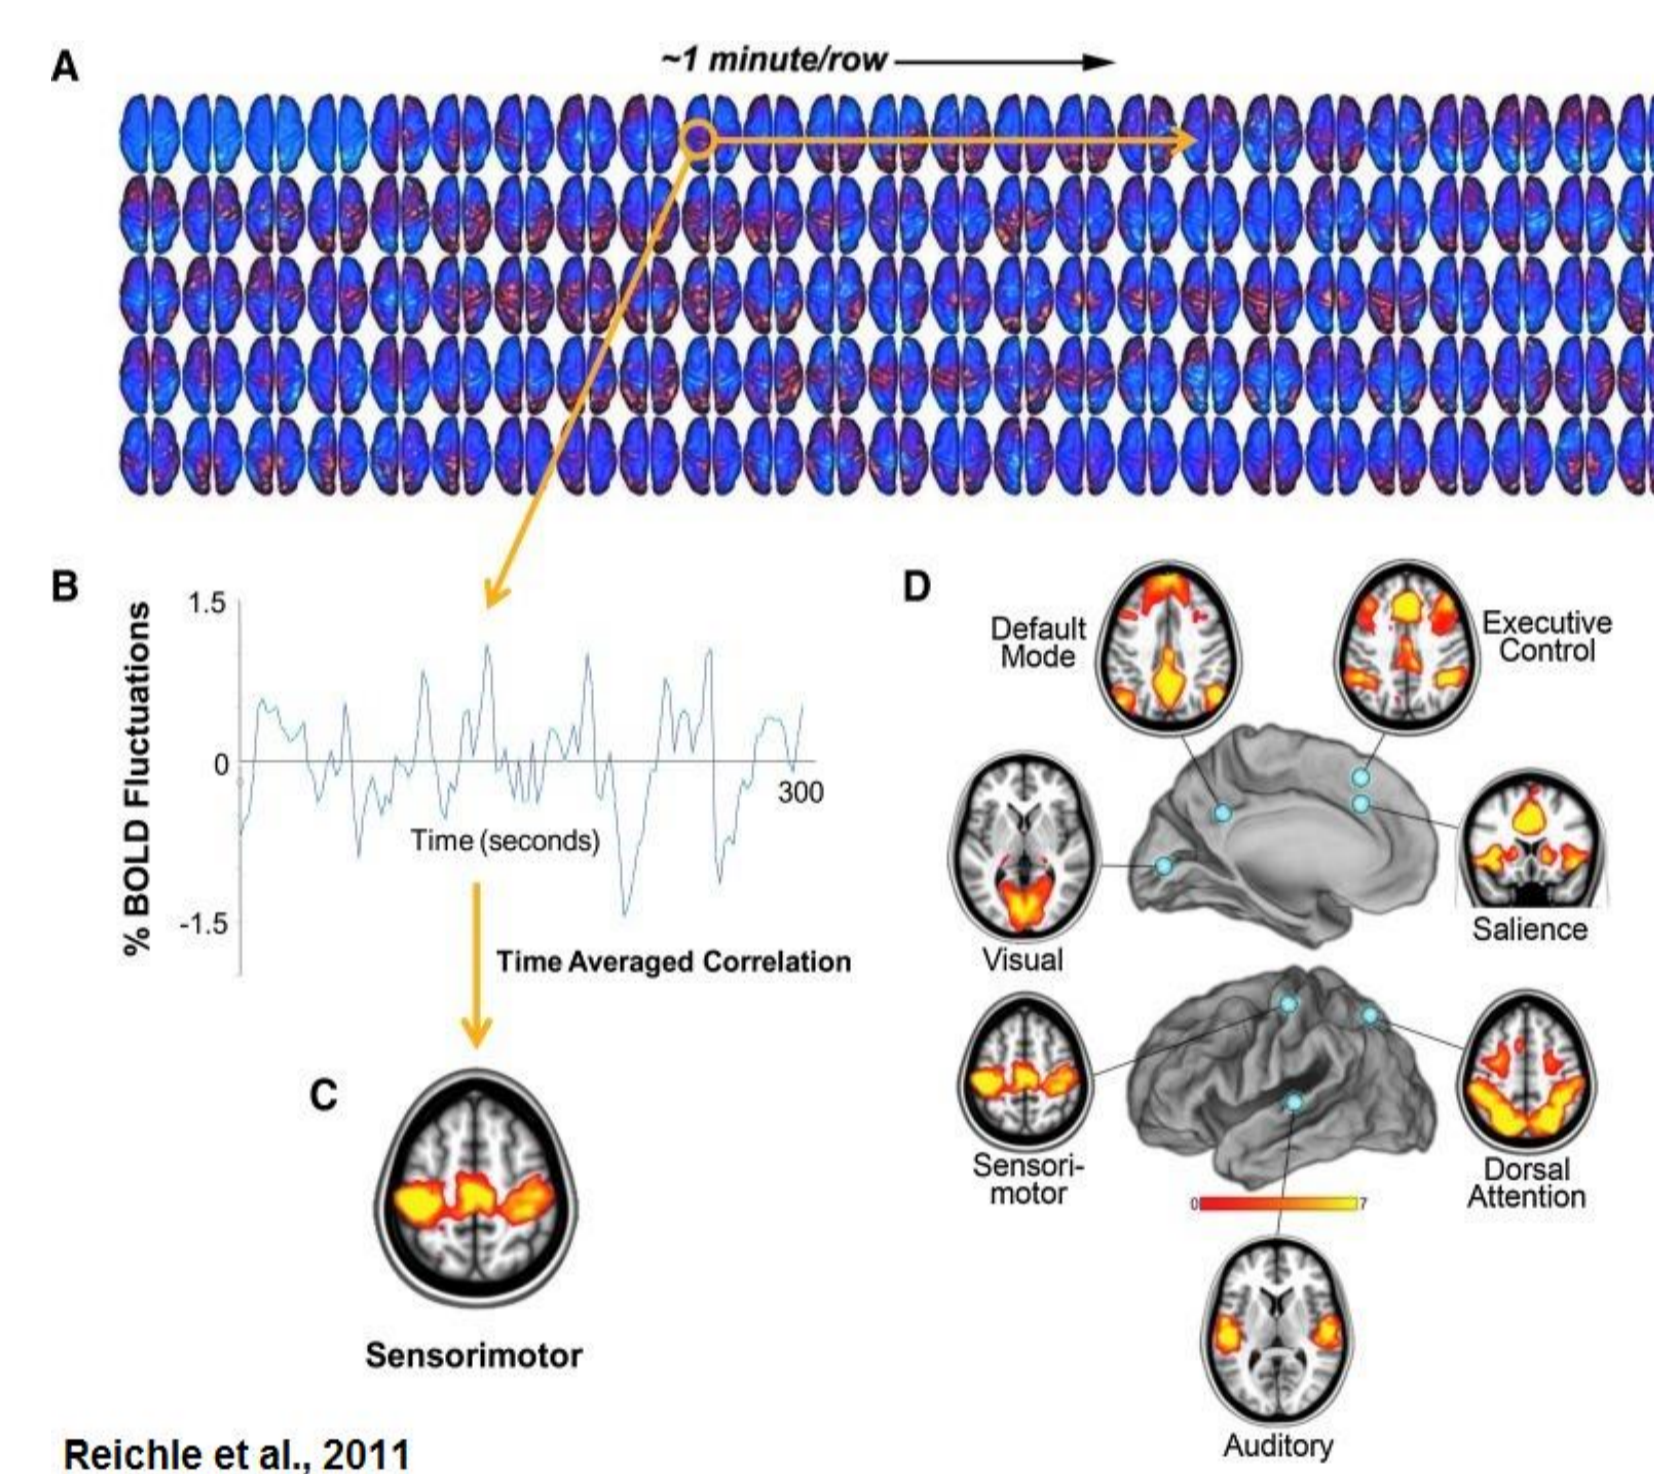 A
~1 minute/row
B
% BOLD Fluctuations
1.5
0
-1.5
300
Time (seconds)
Time Averaged Correlation
C
Sensorimotor
D
Default
Mode
Executive
Control
Visual
Salience
Sensori-
motor
Dorsal
Attention
0
7
Auditory
Reichle et al., 2011